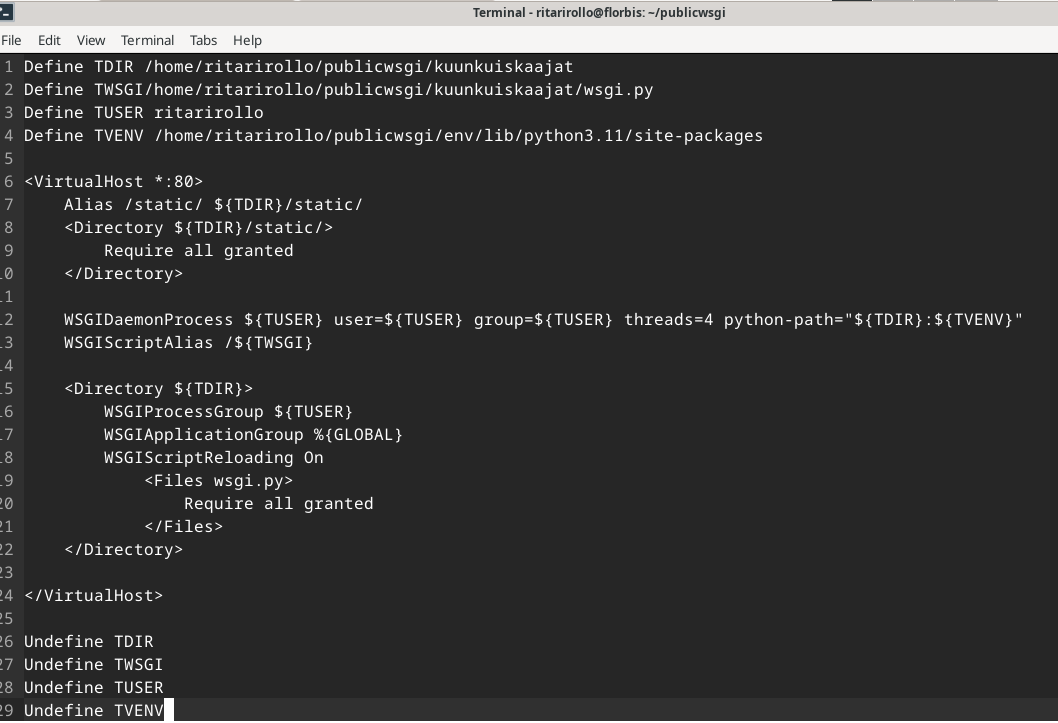 Terminal - ritarirollo@florbis: ~/publicwsgi
File Edit View Terminal Tabs Help
1 Define TDIR /home/ritarirollo/publicwsgi/kuunkuiskaajat
2 Define TWSGI/home/ritarirollo/publicwsgi/kuunkuiskaajat/wsgi.py
3 Define TUSER ritarirollo
4 Define TVENV /home/ritarirollo/publicwsgi/env/lib/python3.11/site-packages
5
6 <VirtualHost *:80>
7     Alias /static/ ${TDIR}/static/
8     <Directory ${TDIR}/static/>
9         Require all granted
10     </Directory>
11
12     WSGIDaemonProcess ${TUSER} user=${TUSER} group=${TUSER} threads=4 python-path="${TDIR}:${TVENV}"
13     WSGIScriptAlias /${TWSGI}
14
15     <Directory ${TDIR}>
16         WSGIProcessGroup ${TUSER}
17         WSGIApplicationGroup %{GLOBAL}
18         WSGIScriptReloading On
19             <Files wsgi.py>
20                 Require all granted
21             </Files>
22     </Directory>
23
24 </VirtualHost>
25
26 Undefine TDIR
27 Undefine TWSGI
28 Undefine TUSER
29 Undefine TVENV